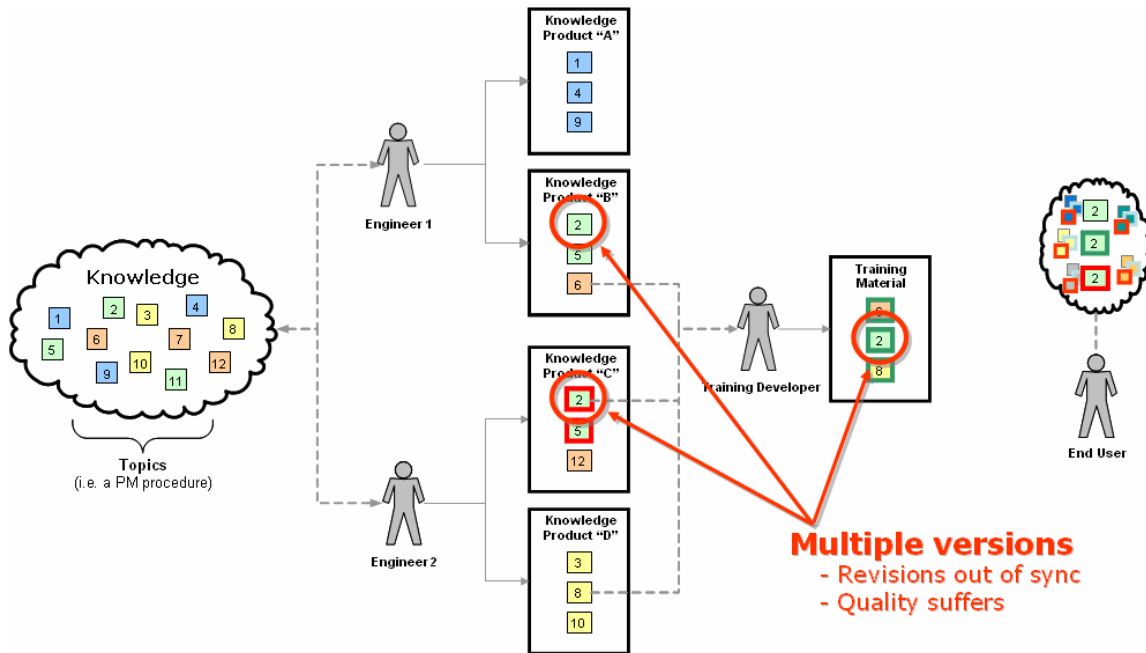 Knowledge
Product "A"
1
4
9
Engineer 1
Knowledge
Product "B"
2
5
6
Knowledge
1
2
3
4
5
6
7
8
9
10
11
12
Topics
(i.e. a PM procedure)
Knowledge
Product "C"
2
5
12
Engineer 2
Knowledge
Product "D"
3
8
10
Training Developer
Training
Material
2
8
2
2
2
End User
Multiple versions
- Revisions out of sync
- Quality suffers